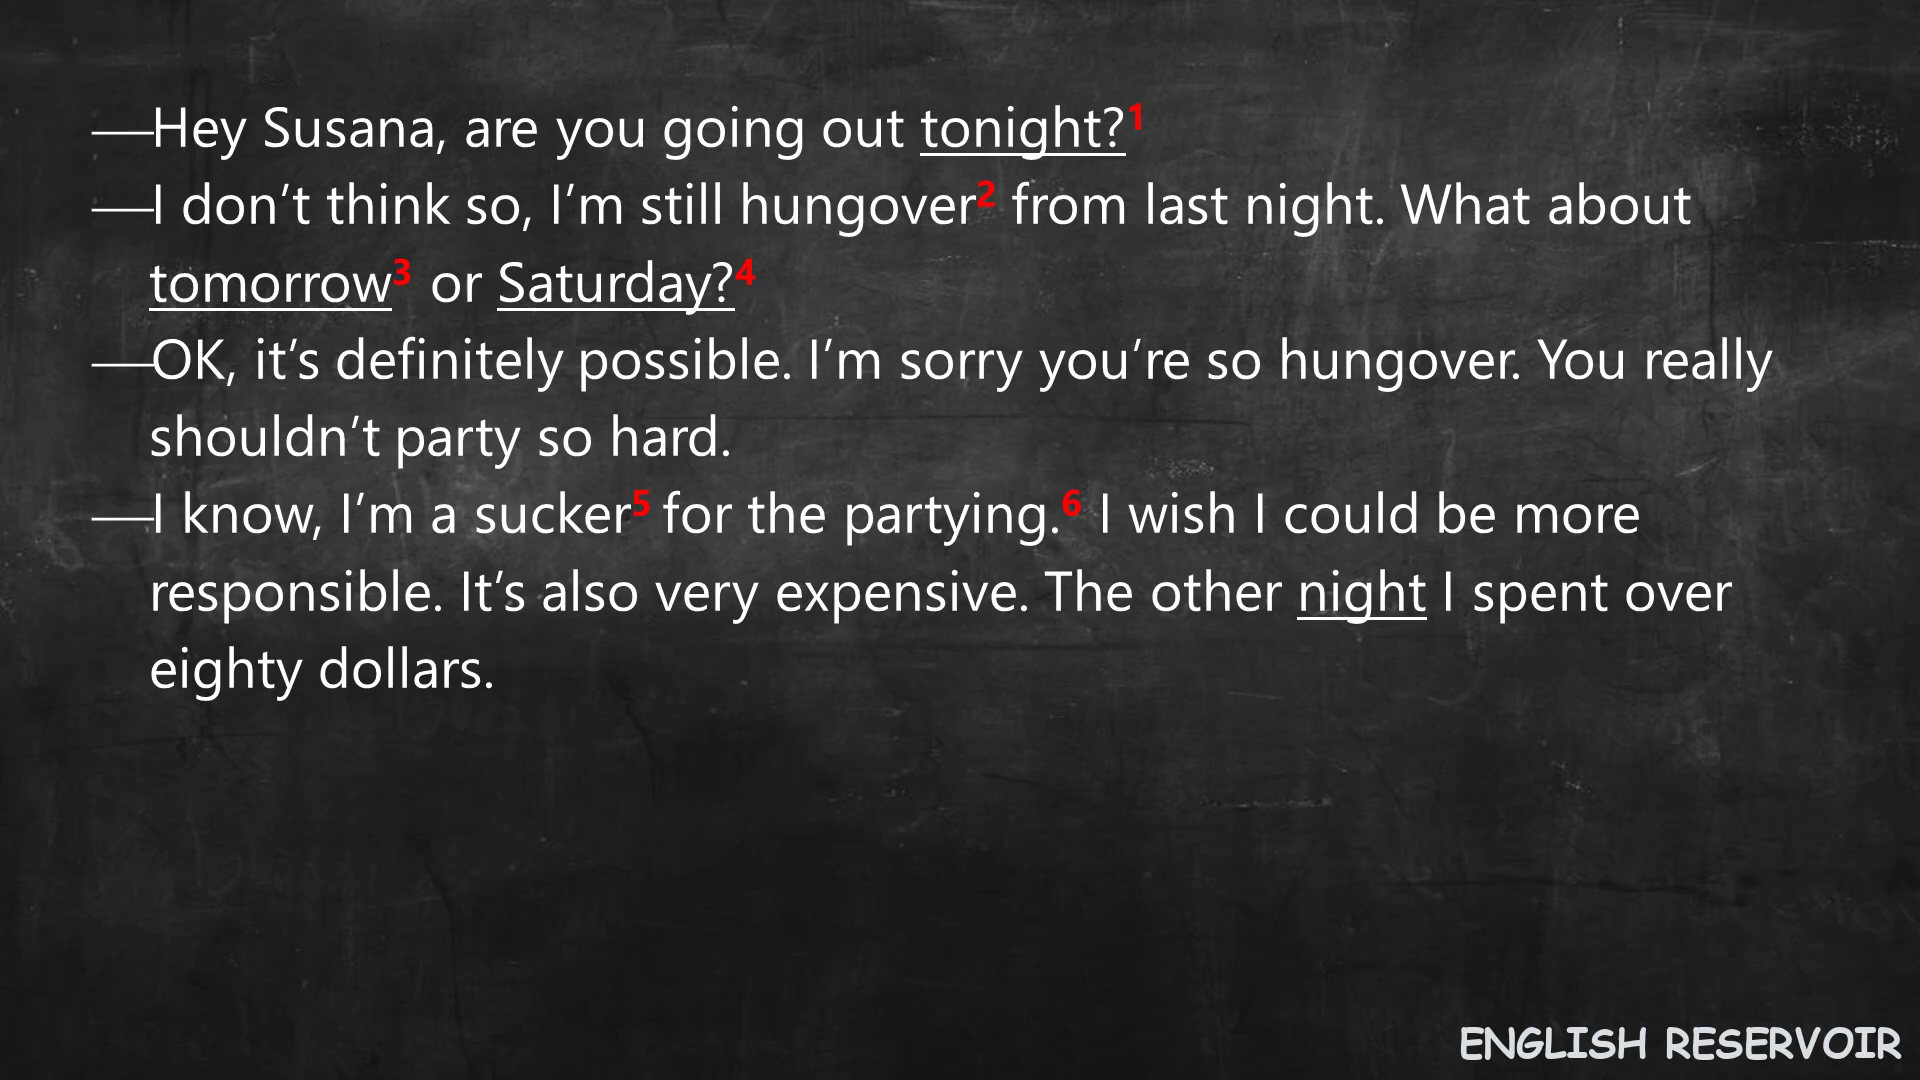 ——Hey Susana, are you going out tonight?1
——I don’t think so, I’m still hungover2 from last night. What about
tomorrow3 or Saturday?4
——OK, it’s definitely possible. I’m sorry you’re so hungover. You really
shouldn’t party so hard.
——I know, I’m a sucker5 for the partying.6 I wish I could be more
responsible. It’s also very expensive. The other night I spent over
eighty dollars.
ENGLISH RESERVOIR